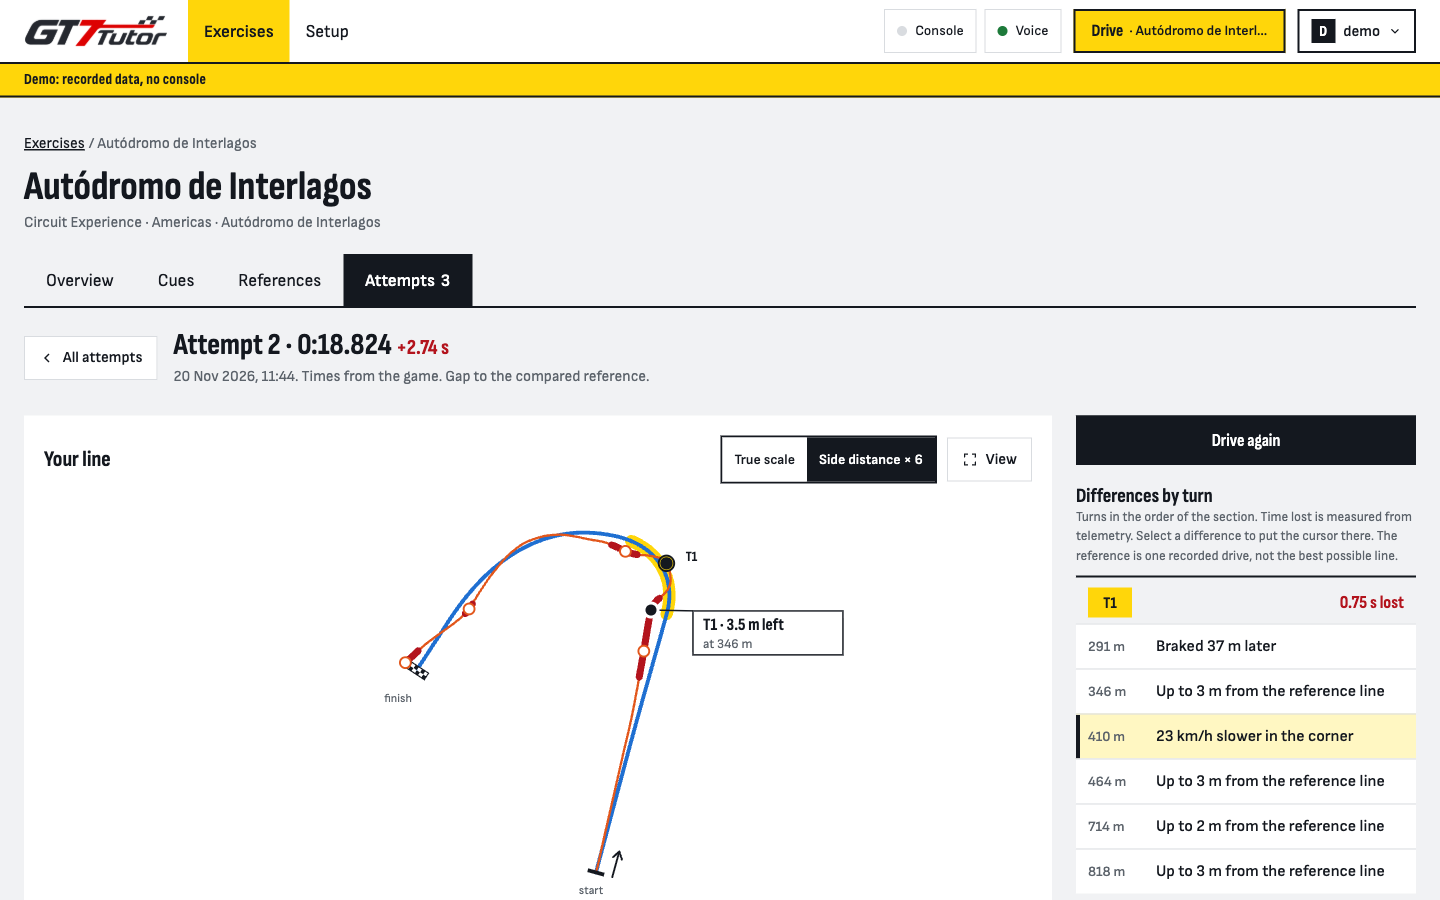 GT7 Tutor
Exercises
Setup
Console
Voice
Drive · Autódromo de Interl...
D
demo
Demo: recorded data, no console
Exercises / Autódromo de Interlagos
Autódromo de Interlagos
Circuit Experience · Americas · Autódromo de Interlagos
Overview
Cues
References
Attempts 3
All attempts
Attempt 2 · 0:18.824 +2.74 s
20 Nov 2026, 11:44. Times from the game. Gap to the compared reference.
Your line
True scale
Side distance × 6
View
T1
T1 · 3.5 m left
at 346 m
finish
start
Drive again
Differences by turn
Turns in the order of the section. Time lost is measured from
telemetry. Select a difference to put the cursor there. The
reference is one recorded drive, not the best possible line.
T1
0.75 s lost
291 m Braked 37 m later
346 m Up to 3 m from the reference line
410 m 23 km/h slower in the corner
464 m Up to 3 m from the reference line
714 m Up to 2 m from the reference line
818 m Up to 3 m from the reference line